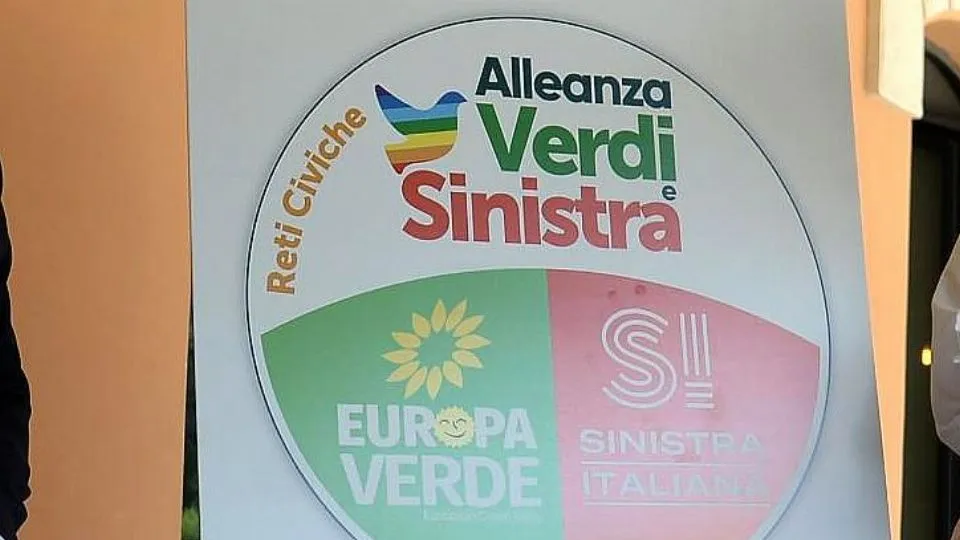 Reti Civiche
Alleanza
Verdi
e
Sinistra
EUROPA
VERDE
SI
SINISTRA
ITALIANA